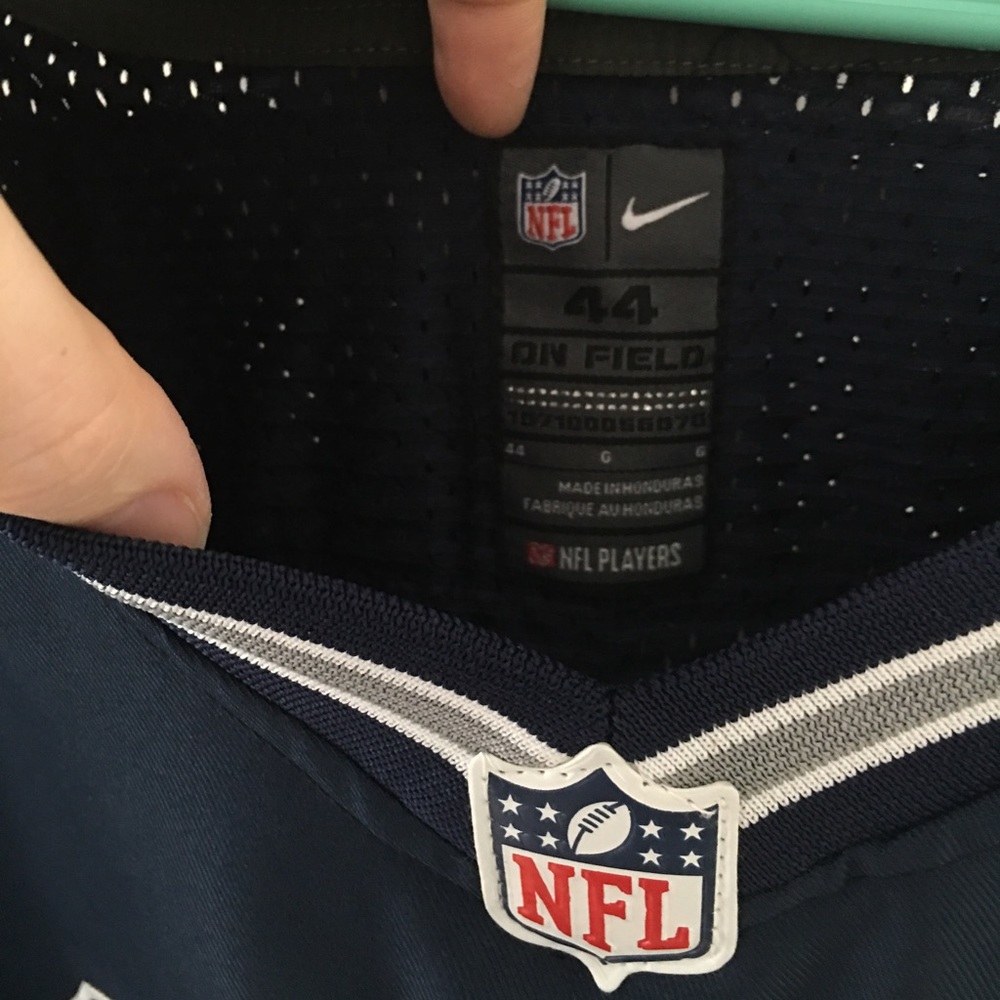 NFL
44
ON FIELD
44 G G
MADE IN HONDURAS
FABRIQUE AU HONDURAS
NFL PLAYERS
NFL